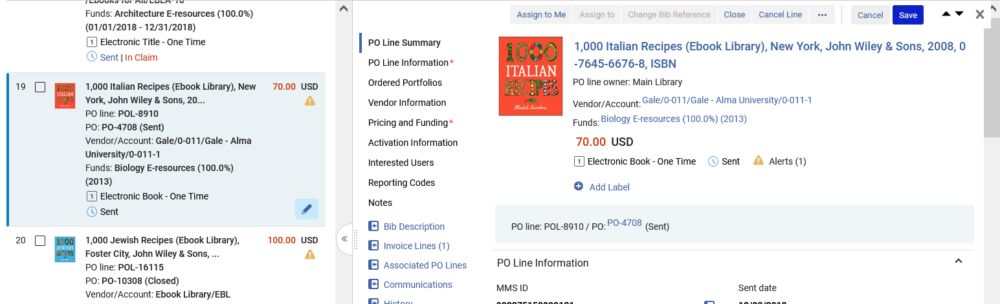 /Ebooks for All/EBLA-10
Funds: Architecture E-resources (100.0%)
(01/01/2018 - 12/31/2018)
1 Electronic Title - One Time
Sent | In Claim
19
1,000 Italian Recipes (Ebook Library), New 70.00 USD
York, John Wiley & Sons, 20...
PO line: POL-8910
PO: PO-4708 (Sent)
Vendor/Account: Gale/0-011/Gale - Alma
University/0-011-1
Funds: Biology E-resources (100.0%)
(2013)
1 Electronic Book - One Time
Sent
20
1,000 Jewish Recipes (Ebook Library), 100.00 USD
Foster City, John Wiley & Sons, ...
PO line: POL-16115
PO: PO-10308 (Closed)
Vendor/Account: Ebook Library/EBL
PO Line Summary
PO Line Information*
Ordered Portfolios
Vendor Information
Pricing and Funding*
Activation Information
Interested Users
Reporting Codes
Notes
Bib Description
Invoice Lines (1)
Associated PO Lines
Communications
History
Assign to Me Assign to Change Bib Reference Close Cancel Line ... Cancel Save
1,000
ITALIAN
RECIPES
1,000 Italian Recipes (Ebook Library), New York, John Wiley & Sons, 2008, 0
-7645-6676-8, ISBN
PO line owner: Main Library
Vendor/Account: Gale/0-011/Gale - Alma University/0-011-1
Funds: Biology E-resources (100.0%) (2013)
70.00 USD
1 Electronic Book - One Time Sent Alerts (1)
Add Label
PO line: POL-8910 / PO: PO-4708 (Sent)
PO Line Information
MMS ID Sent date